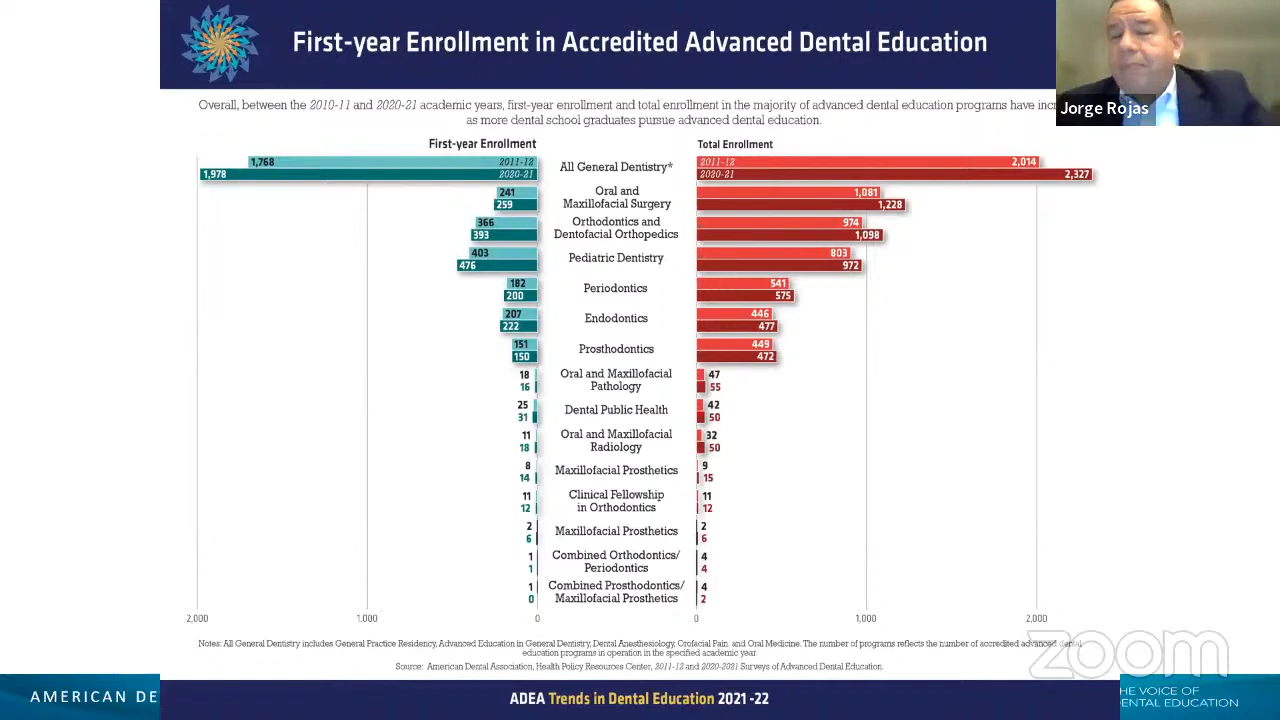 First-year Enrollment in Accredited Advanced Dental Education
Jorge Rojas
Overall, between the 2010-11 and 2020-21 academic years, first-year enrollment and total enrollment in the majority of advanced dental education programs have
as more dental school graduates pursue advanced dental education.
First-year Enrollment
Total Enrollment
1,768 2011-12 All General Dentistry* 2011-12 2,014
1,978 2020-21 2020-21 2,327
241 Oral and 1,081
259 Maxillofacial Surgery 1,228
366 Orthodontics and 974
393 Dentofacial Orthopedics 1,098
403 Pediatric Dentistry 803
476 972
182 Periodontics 541
200 575
207 Endodontics 446
222 477
151 Prosthodontics 449
150 472
18 Oral and Maxillofacial 47
16 Pathology 55
25 Dental Public Health 42
31 50
11 Oral and Maxillofacial 32
18 Radiology 50
8 Maxillofacial Prosthetics 9
14 15
11 Clinical Fellowship 11
12 in Orthodontics 12
2 Maxillofacial Prosthetics 2
6 6
1 Combined Orthodontics/ 4
1 Periodontics 4
1 Combined Prosthodontics/ 4
0 Maxillofacial Prosthetics 2
2,000 1,000 0 0 1,000 2,000
Notes: All General Dentistry includes General Practice Residency, Advanced Education in General Dentistry, Dental Anesthesiology, Orofacial Pain, and Oral Medicine. The number of programs reflects the number of accredited advanced dental
education programs in operation in the specified academic year.
Source: American Dental Association, Health Policy Resources Center, 2011-12 and 2020-2021 Surveys of Advanced Dental Education.
zoom
AMERICAN DE
ADEA Trends in Dental Education 2021-22
HE VOICE OF
DENTAL EDUCATION